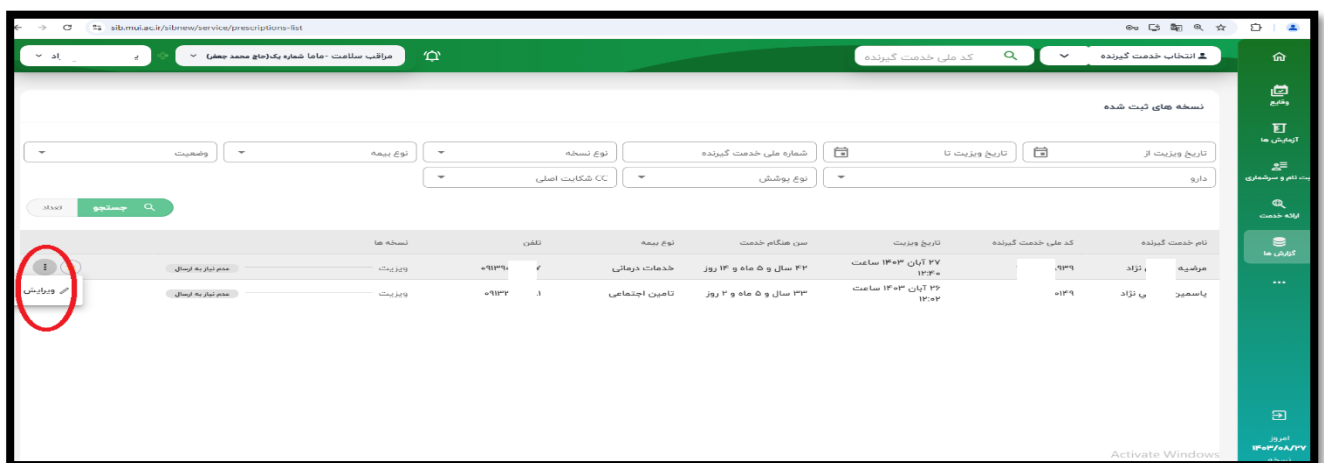 sib.mui.ac.ir/sibnew/service/prescriptions-list
انتخاب خدمت گیرنده
کد ملی خدمت گیرنده
مراقب سلامت -ماما شماره یک(حاج محمد جعفر)
نسخه های ثبت شده
تاریخ ویزیت از
تاریخ ویزیت تا
شماره ملی خدمت گیرنده
نوع نسخه
نوع بیمه
وضعیت
دارو
نوع پوشش
CC شکایت اصلی
جستجو
تعداد
نام خدمت گیرنده
کد ملی خدمت گیرنده
تاریخ ویزیت
سن هنگام خدمت
نوع بیمه
تلفن
نسخه ها
۲۷ آبان ۱۴۰۳ ساعت
۱۲:۴۰
۴۲ سال و ۵ ماه و ۱۴ روز
خدمات درمانی
ویزیت
عدم نیاز به ارسال
ویرایش
۲۶ آبان ۱۴۰۳ ساعت
۱۲:۰۲
۳۳ سال و ۵ ماه و ۲ روز
تامین اجتماعی
ویزیت
عدم نیاز به ارسال
وقایع
آزمایش ها
ارائه خدمت
گزارش ها
امروز
۱۴۰۳/۰۸/۲۷
Activate Windows